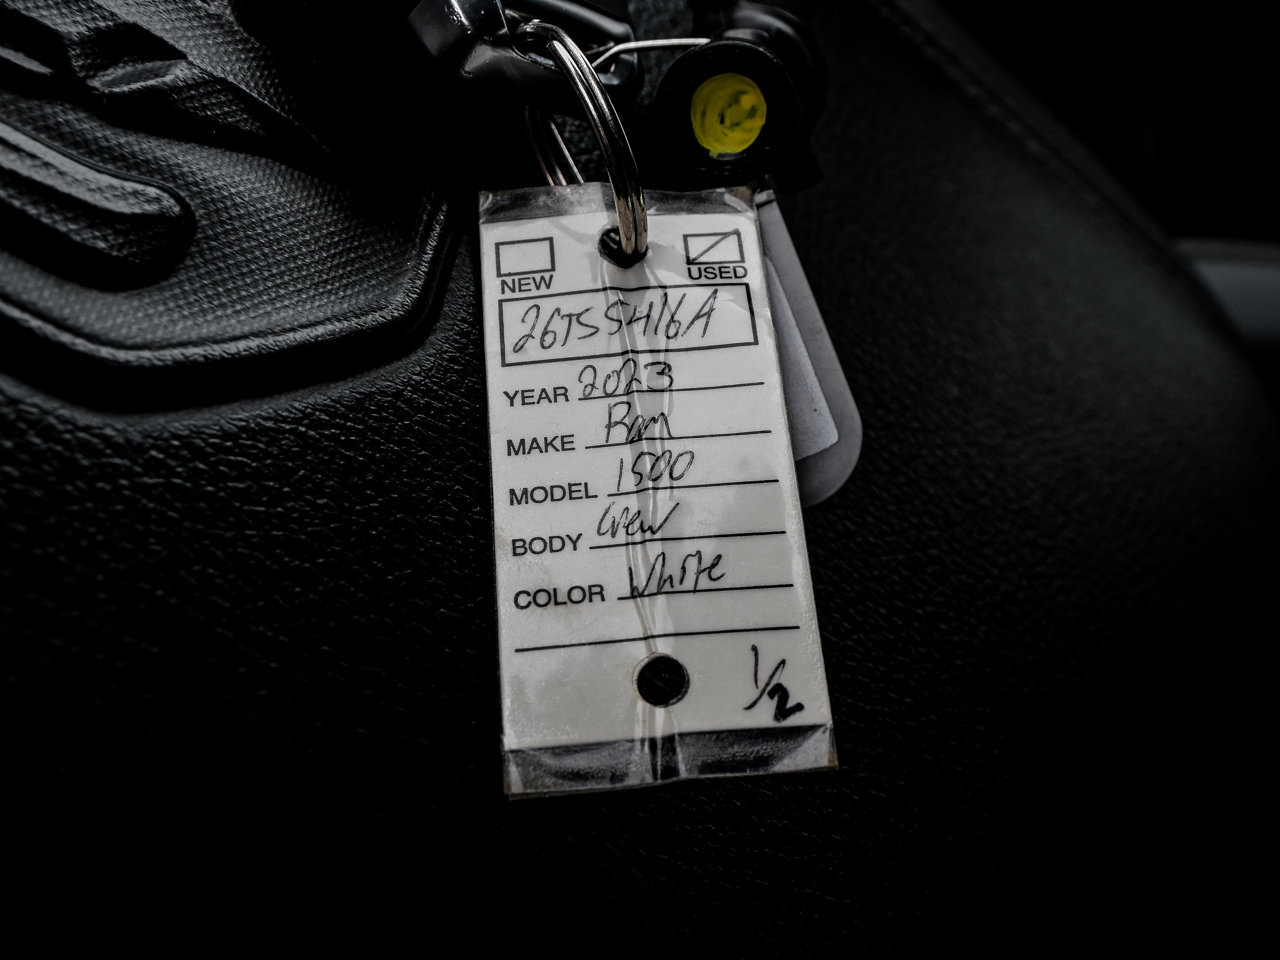 NEW USED
26TS5416A
YEAR 2023
MAKE Ram
MODEL 1500
BODY Crew
COLOR White
1/2